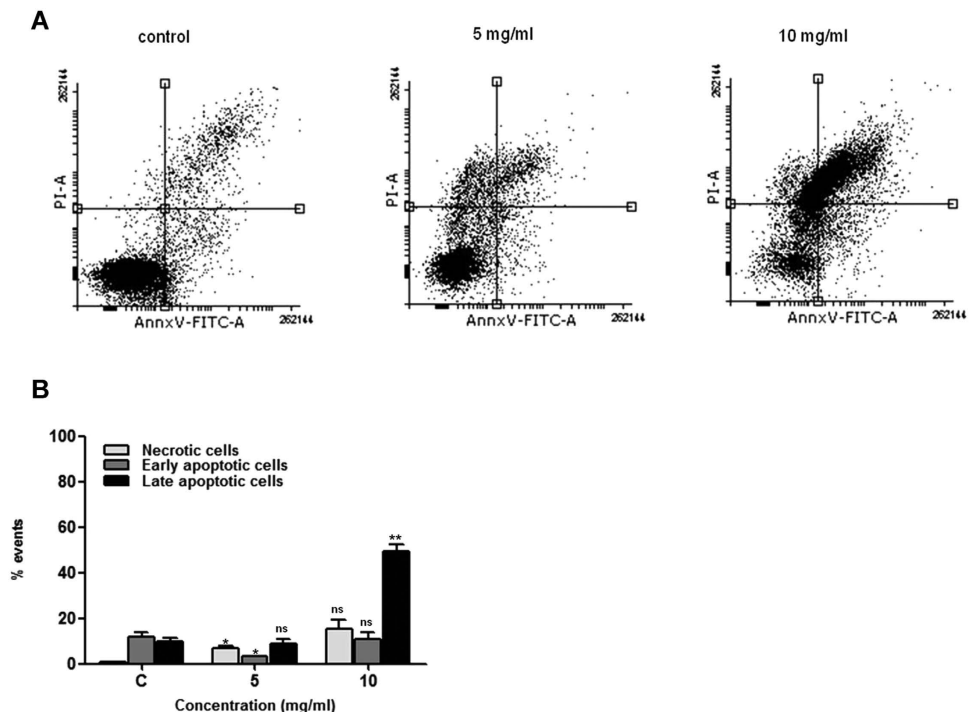 A
control
5 mg/ml
10 mg/ml
262144
PI-A
AnnxV-FITC-A
262144
262144
PI-A
AnnxV-FITC-A
262144
262144
PI-A
AnnxV-FITC-A
262144
B
100
80
60
40
20
0
% events
Necrotic cells
Early apoptotic cells
Late apoptotic cells
*
*
ns
ns
ns
**
C
5
10
Concentration (mg/ml)